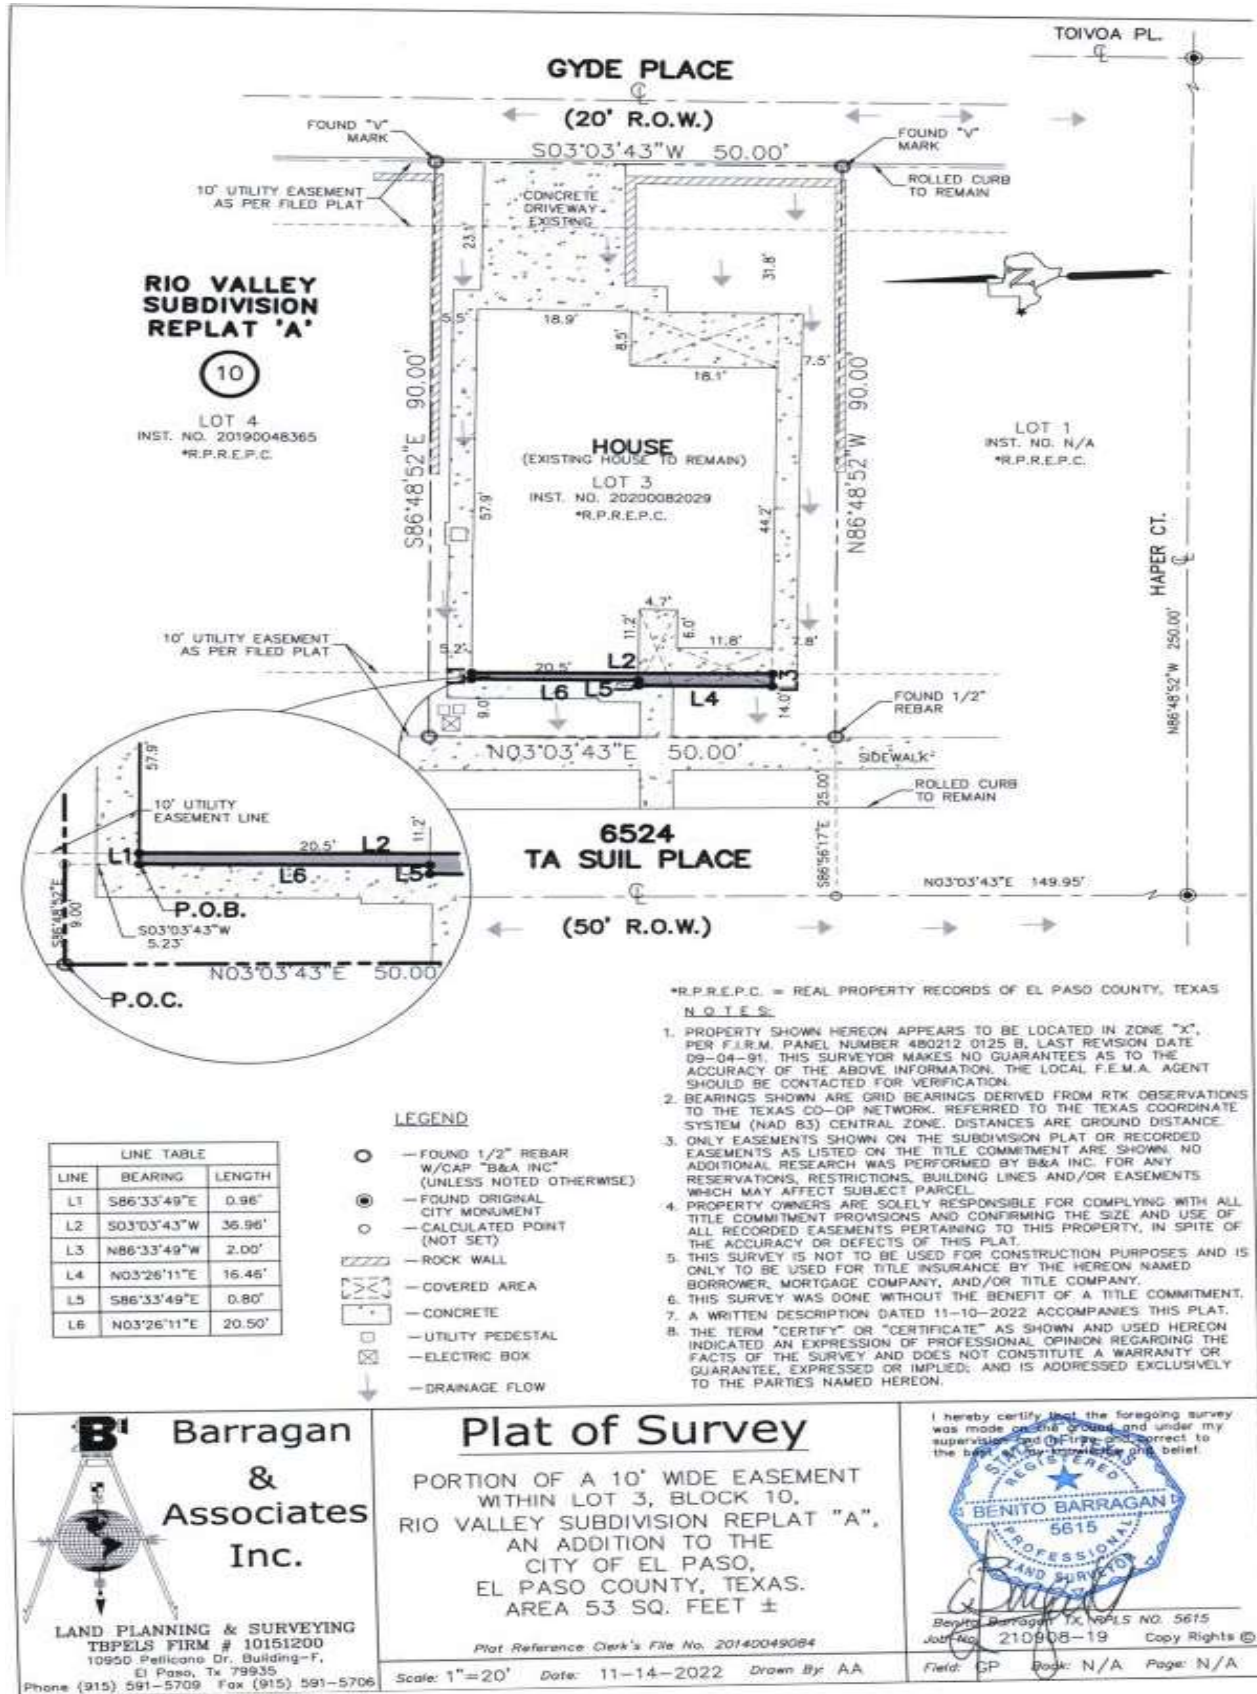 TOIVOA PL.
GYDE PLACE
(20' R.O.W.)
FOUND "V"
MARK
FOUND "V"
MARK
S03°03'43"W 50.00'
ROLLED CURB
TO REMAIN
10' UTILITY EASEMENT
AS PER FILED PLAT
CONCRETE
DRIVEWAY
EXISTING
23.1'
31.8'
RIO VALLEY
SUBDIVISION
REPLAT 'A'
10
LOT 4
INST. NO. 20190048365
*R.P.R.E.P.C.
N
5.5'
18.9'
8.5'
18.1'
7.5'
S86°48'52"E 90.00'
N86°48'52"W 90.00'
HOUSE
(EXISTING HOUSE TO REMAIN)
LOT 3
INST. NO. 20200082029
*R.P.R.E.P.C.
57.9'
44.2'
LOT 1
INST. NO. N/A
*R.P.R.E.P.C.
HAPER CT.
N86°48'52"W 250.00'
4.7'
11.2'
6.0'
11.8'
7.8'
10' UTILITY EASEMENT
AS PER FILED PLAT
5.2'
20.5'
L2
L3
L6
L5
L4
9.0'
14.0'
FOUND 1/2"
REBAR
N03°03'43"E 50.00'
SIDEWALK
ROLLED CURB
TO REMAIN
6524
TA SUIL PLACE
S86°56'17"E 25.00'
N03°03'43"E 149.95'
(50' R.O.W.)
57.9'
10' UTILITY
EASEMENT LINE
20.5'
L2
11.2'
L1
L6
L5
P.O.B.
S86°48'52"E
9.00'
S03°03'43"W
5.23'
N03°03'43"E 50.00'
P.O.C.
*R.P.R.E.P.C. = REAL PROPERTY RECORDS OF EL PASO COUNTY, TEXAS
N O T E S:
1. PROPERTY SHOWN HEREON APPEARS TO BE LOCATED IN ZONE "X",
PER F.I.R.M. PANEL NUMBER 480212 0125 B, LAST REVISION DATE
09-04-91. THIS SURVEYOR MAKES NO GUARANTEES AS TO THE
ACCURACY OF THE ABOVE INFORMATION. THE LOCAL F.E.M.A. AGENT
SHOULD BE CONTACTED FOR VERIFICATION.
2. BEARINGS SHOWN ARE GRID BEARINGS DERIVED FROM RTK OBSERVATIONS
TO THE TEXAS CO-OP NETWORK. REFERRED TO THE TEXAS COORDINATE
SYSTEM (NAD 83) CENTRAL ZONE. DISTANCES ARE GROUND DISTANCE.
3. ONLY EASEMENTS SHOWN ON THE SUBDIVISION PLAT OR RECORDED
EASEMENTS AS LISTED ON THE TITLE COMMITMENT ARE SHOWN. NO
ADDITIONAL RESEARCH WAS PERFORMED BY B&A INC. FOR ANY
RESERVATIONS, RESTRICTIONS, BUILDING LINES AND/OR EASEMENTS
WHICH MAY AFFECT SUBJECT PARCEL.
4. PROPERTY OWNERS ARE SOLELY RESPONSIBLE FOR COMPLYING WITH ALL
TITLE COMMITMENT PROVISIONS AND CONFIRMING THE SIZE AND USE OF
ALL RECORDED EASEMENTS PERTAINING TO THIS PROPERTY, IN SPITE OF
THE ACCURACY OR DEFECTS OF THIS PLAT.
5. THIS SURVEY IS NOT TO BE USED FOR CONSTRUCTION PURPOSES AND IS
ONLY TO BE USED FOR TITLE INSURANCE BY THE HEREON NAMED
BORROWER, MORTGAGE COMPANY, AND/OR TITLE COMPANY.
6. THIS SURVEY WAS DONE WITHOUT THE BENEFIT OF A TITLE COMMITMENT.
7. A WRITTEN DESCRIPTION DATED 11-10-2022 ACCOMPANIES THIS PLAT.
8. THE TERM "CERTIFY" OR "CERTIFICATE" AS SHOWN AND USED HEREON
INDICATED AN EXPRESSION OF PROFESSIONAL OPINION REGARDING THE
FACTS OF THE SURVEY AND DOES NOT CONSTITUTE A WARRANTY OR
GUARANTEE, EXPRESSED OR IMPLIED; AND IS ADDRESSED EXCLUSIVELY
TO THE PARTIES NAMED HEREON.
LINE TABLE
LINE BEARING LENGTH
L1 S86°33'49"E 0.96'
L2 S03°03'43"W 36.96'
L3 N86°33'49"W 2.00'
L4 N03°26'11"E 16.46'
L5 S86°33'49"E 0.80'
L6 N03°26'11"E 20.50'
LEGEND
— FOUND 1/2" REBAR
W/CAP "B&A INC"
(UNLESS NOTED OTHERWISE)
— FOUND ORIGINAL
CITY MONUMENT
— CALCULATED POINT
(NOT SET)
— ROCK WALL
— COVERED AREA
— CONCRETE
— UTILITY PEDESTAL
— ELECTRIC BOX
— DRAINAGE FLOW
Barragan
&
Associates
Inc.
LAND PLANNING & SURVEYING
TBPELS FIRM # 10151200
10950 Pellicano Dr. Building-F,
El Paso, Tx 79935
Phone (915) 591-5709 Fax (915) 591-5706
Plat of Survey
PORTION OF A 10' WIDE EASEMENT
WITHIN LOT 3, BLOCK 10,
RIO VALLEY SUBDIVISION REPLAT "A",
AN ADDITION TO THE
CITY OF EL PASO,
EL PASO COUNTY, TEXAS.
AREA 53 SQ. FEET ±
Plat Reference Clerk's File No. 20140049084
Scale: 1"=20' Date: 11-14-2022 Drawn By: AA
I hereby certify that the foregoing survey
was made on the ground and under my
supervision and is true and correct to
the best of my knowledge and belief.
STATE OF TEXAS
REGISTERED
BENITO BARRAGAN
5615
PROFESSIONAL
LAND SURVEYOR
Benito Barragan TX, RPLS NO. 5615
Job No. 210908-19 Copy Rights ©
Field: GP Book: N/A Page: N/A